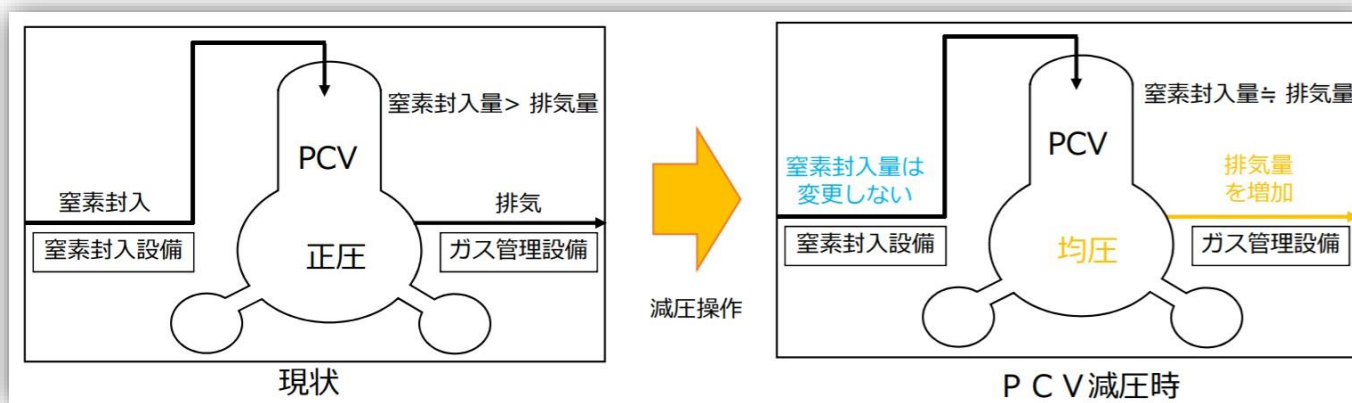 窒素封入量> 排気量
PCV
窒素封入
排気
窒素封入設備
正圧
ガス管理設備
現状
減圧操作
窒素封入量≒ 排気量
PCV
窒素封入量は
変更しない
排気量
を増加
窒素封入設備
均圧
ガス管理設備
ＰＣＶ減圧時